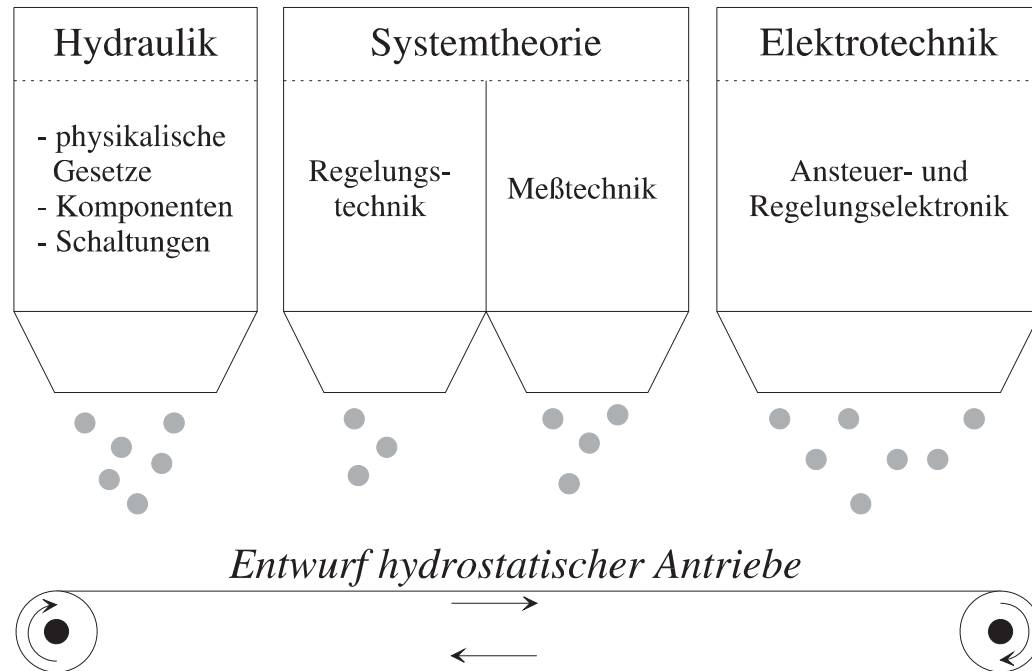 Hydraulik
- physikalische
Gesetze
- Komponenten
- Schaltungen
Systemtheorie
Regelungs-
technik
Meßtechnik
Elektrotechnik
Ansteuer- und
Regelungselektronik
Entwurf hydrostatischer Antriebe